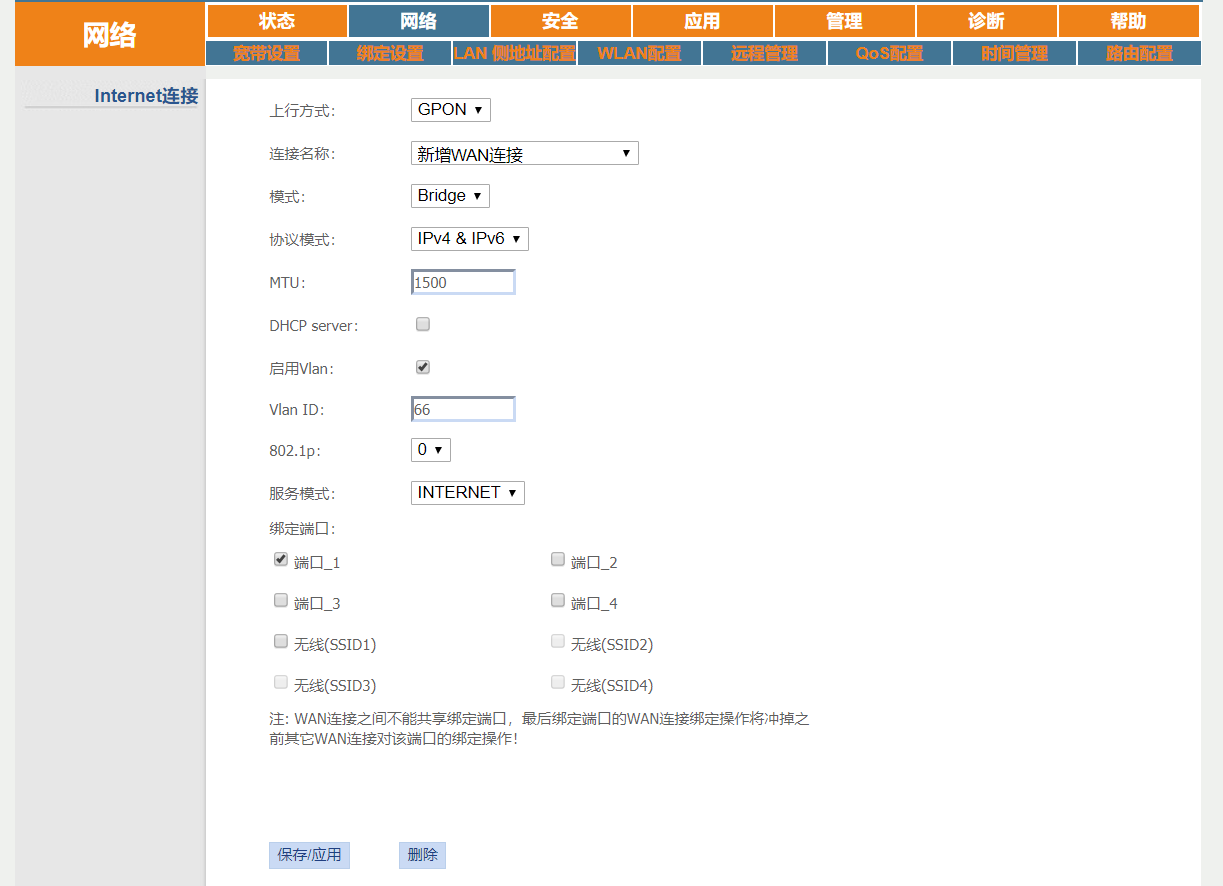 网络
状态 网络 安全 应用 管理 诊断 帮助
宽带设置 绑定设置 LAN 侧地址配置 WLAN配置 远程管理 QoS配置 时间管理 路由配置
Internet连接
上行方式: GPON
连接名称: 新增WAN连接
模式: Bridge
协议模式: IPv4 & IPv6
MTU: 1500
DHCP server:
启用Vlan:
Vlan ID: 66
802.1p: 0
服务模式: INTERNET
绑定端口:
端口_1 端口_2
端口_3 端口_4
无线(SSID1) 无线(SSID2)
无线(SSID3) 无线(SSID4)
注: WAN连接之间不能共享绑定端口，最后绑定端口的WAN连接绑定操作将冲掉之
前其它WAN连接对该端口的绑定操作!
保存/应用 删除